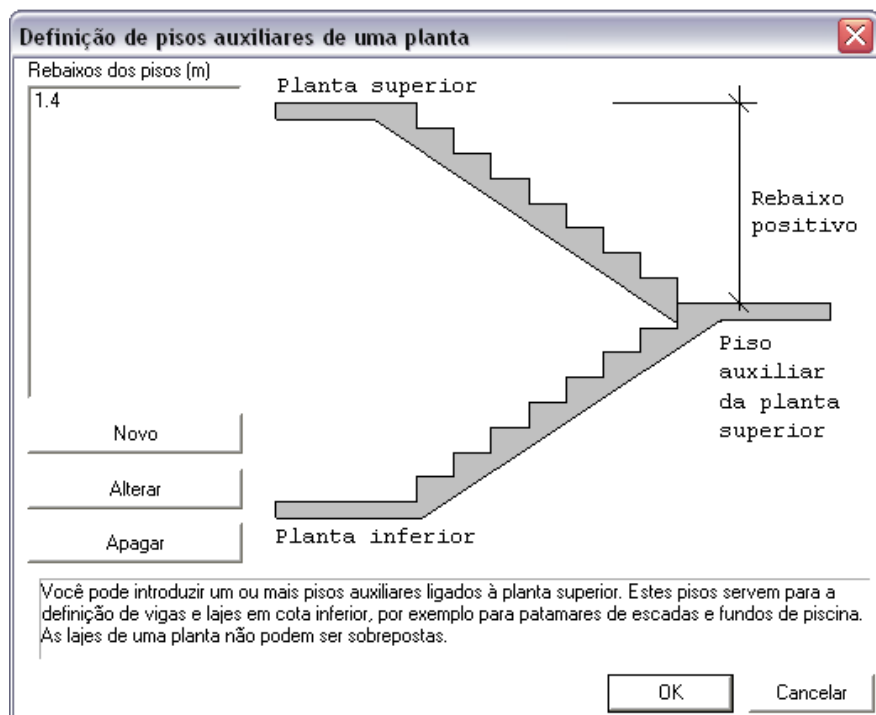 Definição de pisos auxiliares de uma planta
Rebaixos dos pisos (m)
1.4
Planta superior
Rebaixo
positivo
Piso
auxiliar
da planta
superior
Novo
Alterar
Apagar
Planta inferior
Você pode introduzir um ou mais pisos auxiliares ligados à planta superior. Estes pisos servem para a
definição de vigas e lajes em cota inferior, por exemplo para patamares de escadas e fundos de piscina.
As lajes de uma planta não podem ser sobrepostas.
OK
Cancelar